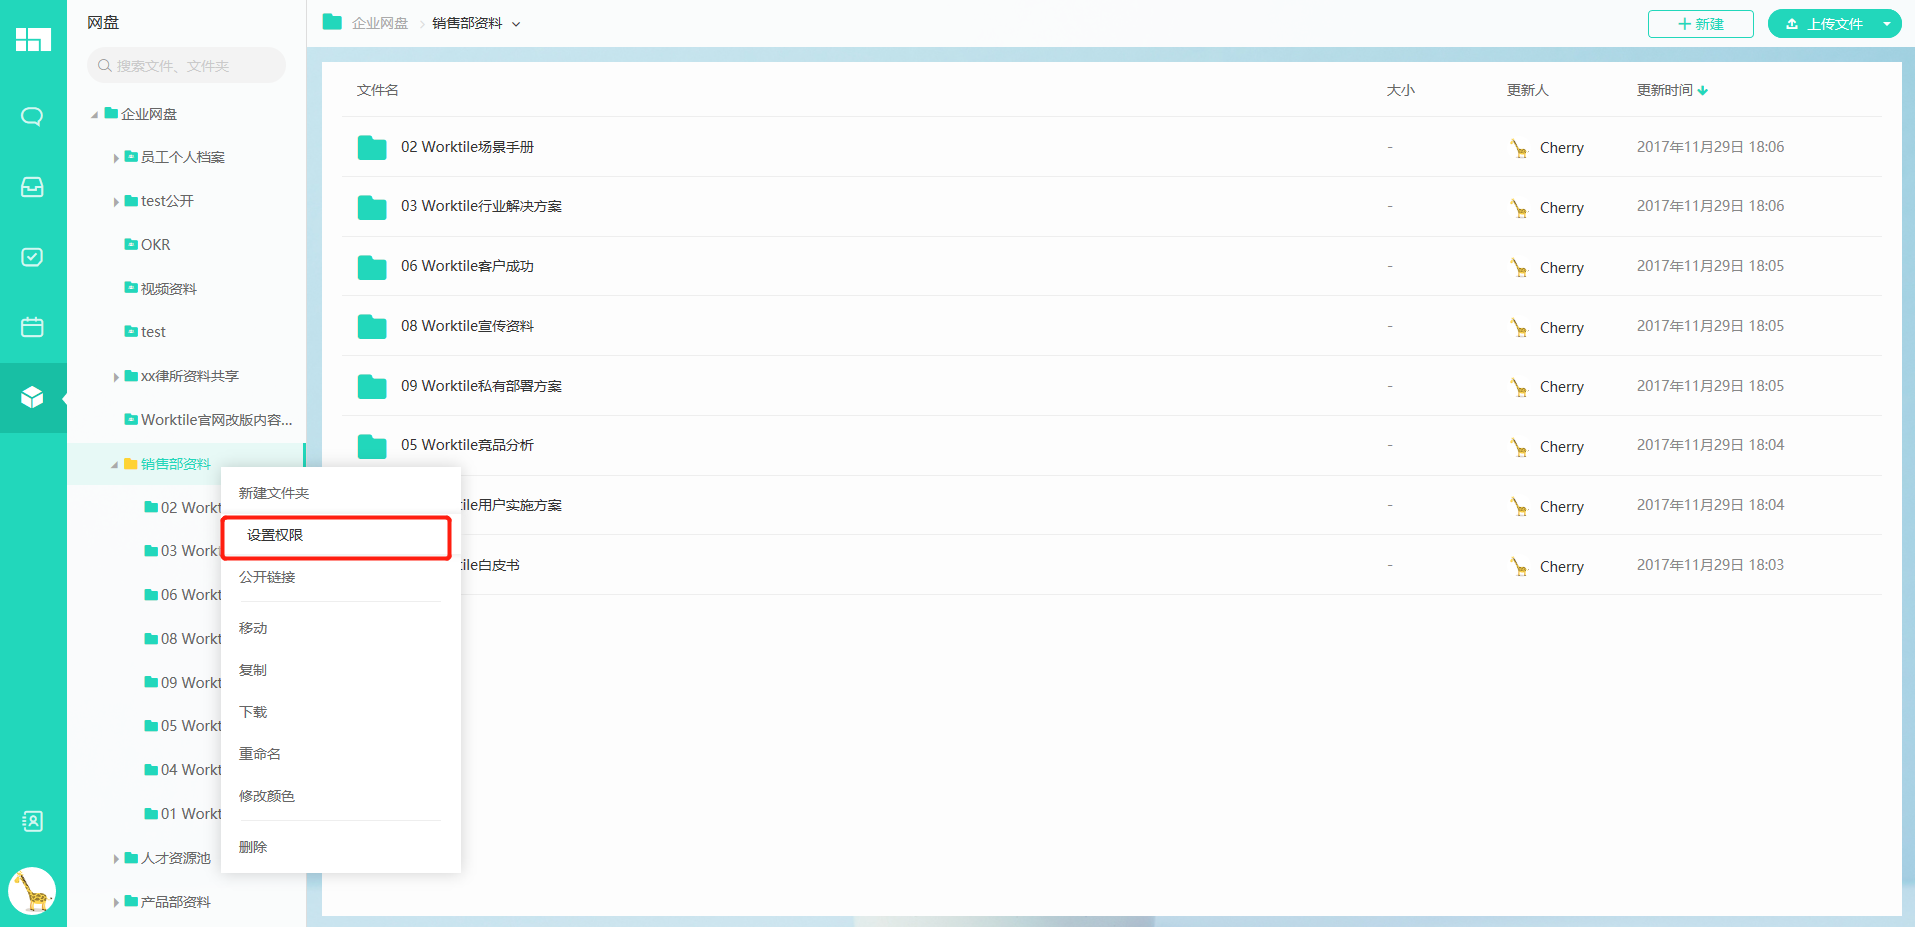 网盘
搜索文件、文件夹
企业网盘
员工个人档案
test公开
OKR
视频资料
test
xx律所资料共享
Worktile官网改版内容...
销售部资料
02 Workt
03 Workt
06 Workt
08 Workt
09 Workt
05 Workt
04 Workt
01 Workt
人才资源池
产品部资料
新建文件夹
设置权限
公开链接
移动
复制
下载
重命名
修改颜色
删除
企业网盘 销售部资料
新建 上传文件
文件名 大小 更新人 更新时间
02 Worktile场景手册 - Cherry 2017年11月29日 18:06
03 Worktile行业解决方案 - Cherry 2017年11月29日 18:06
06 Worktile客户成功 - Cherry 2017年11月29日 18:05
08 Worktile宣传资料 - Cherry 2017年11月29日 18:05
09 Worktile私有部署方案 - Cherry 2017年11月29日 18:05
05 Worktile竞品分析 - Cherry 2017年11月29日 18:04
tile用户实施方案 - Cherry 2017年11月29日 18:04
tile白皮书 - Cherry 2017年11月29日 18:03